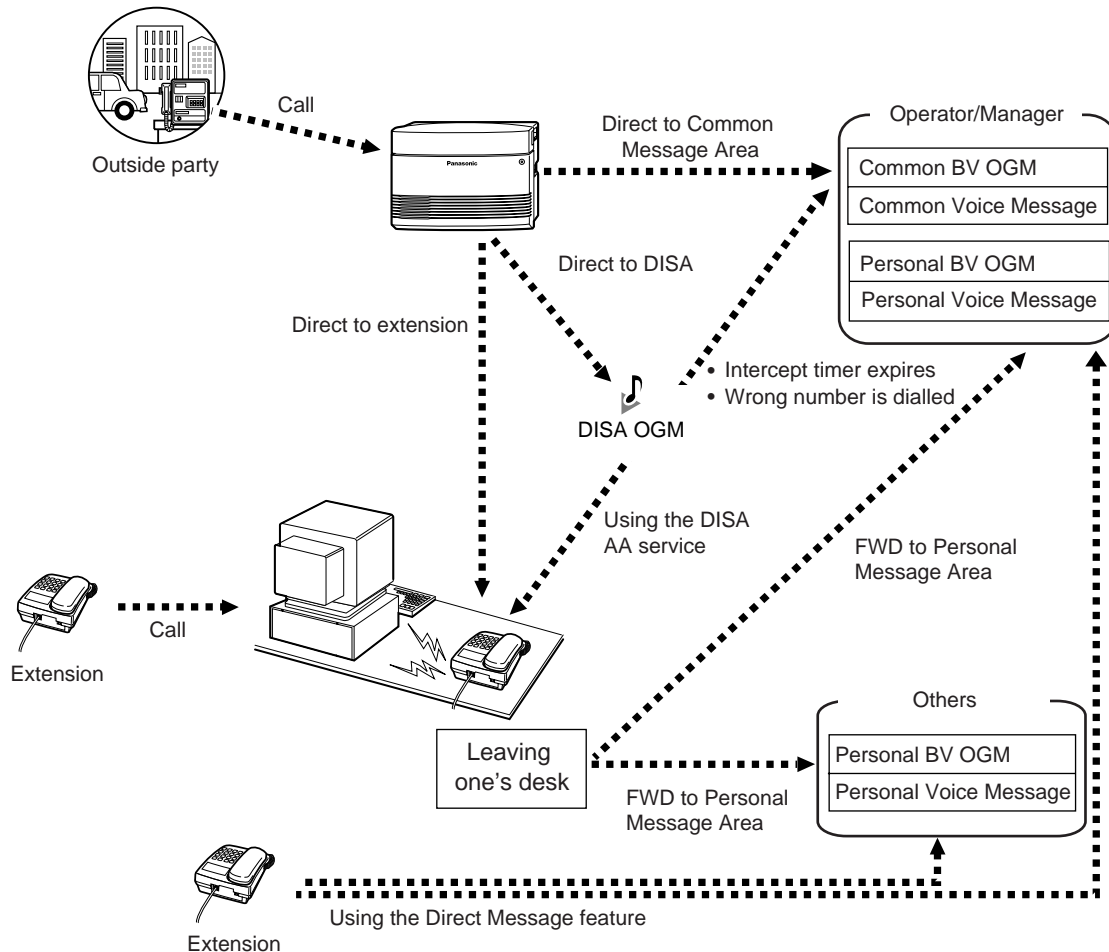 Call
Outside party
Panasonic
Direct to Common
Message Area
Operator/Manager
Common BV OGM
Common Voice Message
Personal BV OGM
Personal Voice Message
Direct to DISA
Direct to extension
• Intercept timer expires
• Wrong number is dialled
DISA OGM
Using the DISA
AA service
FWD to Personal
Message Area
Call
Extension
Leaving
one's desk
FWD to Personal
Message Area
Others
Personal BV OGM
Personal Voice Message
Using the Direct Message feature
Extension